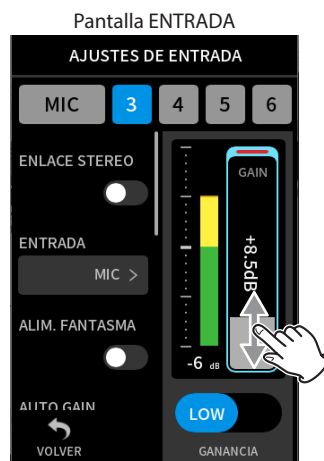 Pantalla ENTRADA
AJUSTES DE ENTRADA
MIC 3 4 5 6
ENLACE STEREO
ENTRADA
MIC >
ALIM. FANTASMA
AUTO GAIN
VOLVER
GAIN
+8.5dB
-6 dB
LOW
GANANCIA